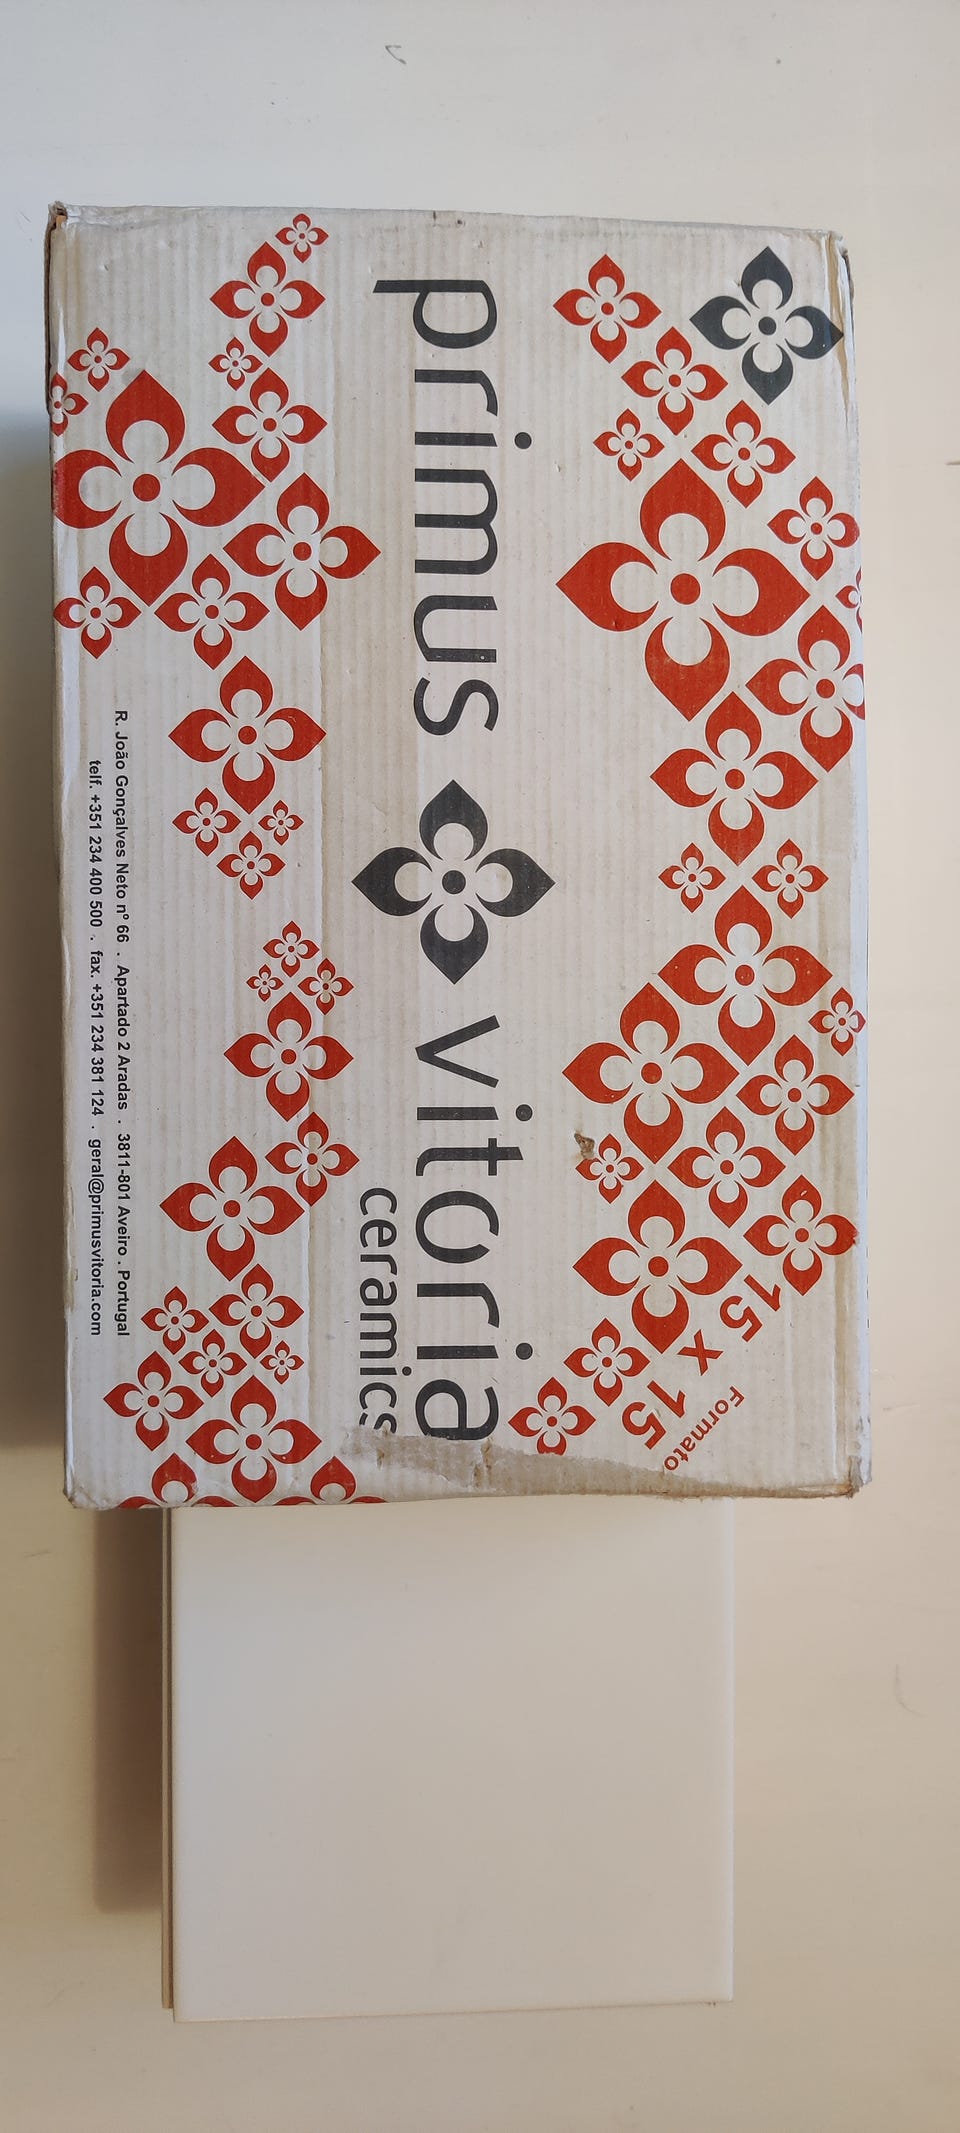 Formato
15 x 15
primus vitoria
ceramics
R. João Gonçalves Neto nº 66 . Apartado 2 Aradas . 3811-801 Aveiro . Portugal
telf. +351 234 400 500 . fax. +351 234 381 124 . geral@primusvitoria.com